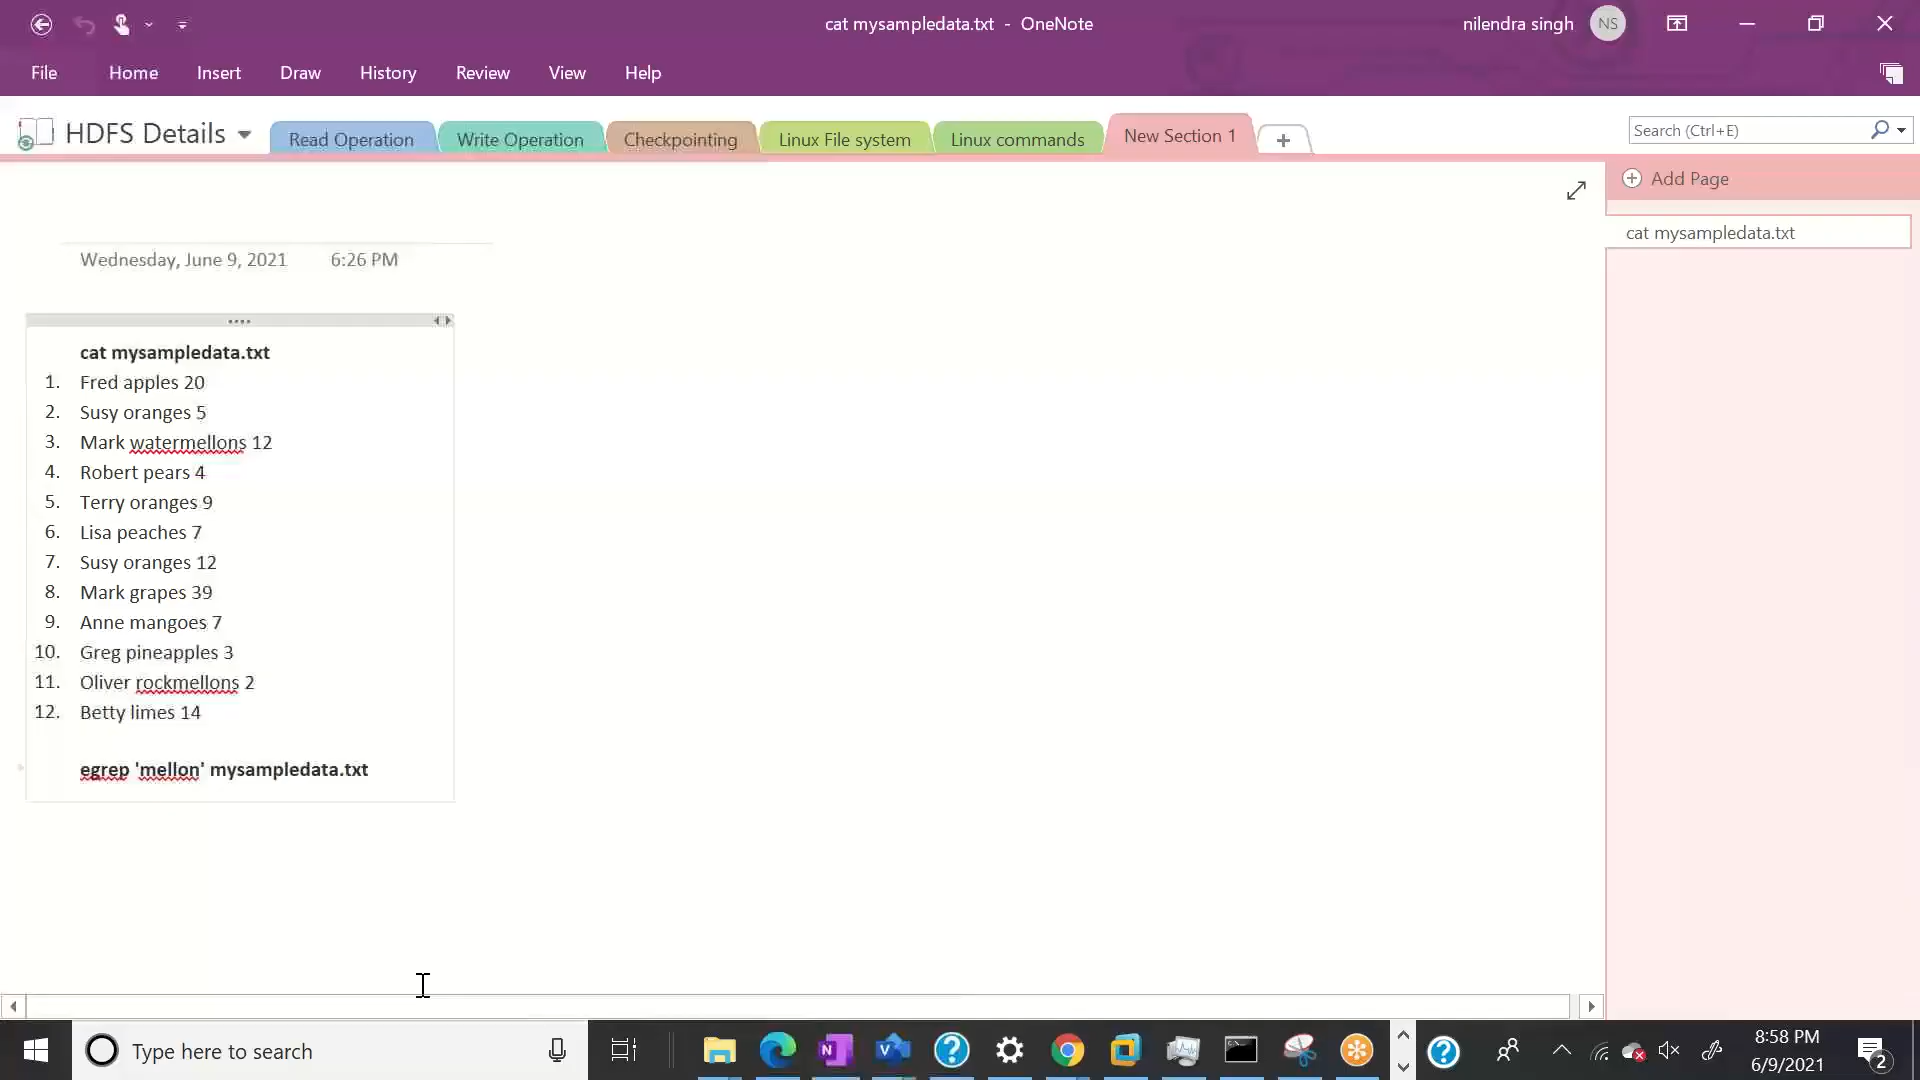 cat mysampledata.txt - OneNote
nilendra singh
NS
File
Home
Insert
Draw
History
Review
View
Help
HDFS Details
Read Operation
Write Operation
Checkpointing
Linux File system
Linux commands
New Section 1
Search (Ctrl+E)
Add Page
cat mysampledata.txt
Wednesday, June 9, 2021 6:26 PM
cat mysampledata.txt
1. Fred apples 20
2. Susy oranges 5
3. Mark watermellons 12
4. Robert pears 4
5. Terry oranges 9
6. Lisa peaches 7
7. Susy oranges 12
8. Mark grapes 39
9. Anne mangoes 7
10. Greg pineapples 3
11. Oliver rockmellons 2
12. Betty limes 14
egrep 'mellon' mysampledata.txt
Type here to search
8:58 PM
6/9/2021
2